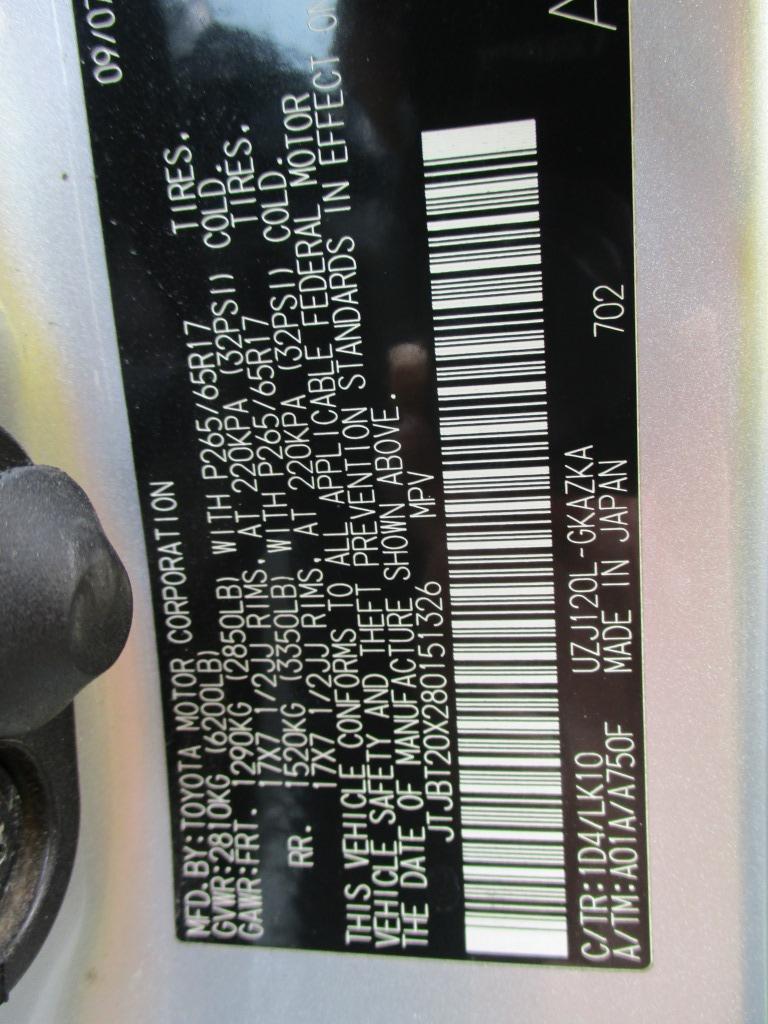 MFD.BY:TOYOTA MOTOR CORPORATION 09/07
GVWR:2810KG (6200LB)
GAWR:FRT. 1290KG (2850LB) WITH P265/65R17 TIRES.
17X7 1/2JJ RIMS, AT 220KPA (32PSI) COLD.
RR. 1520KG (3350LB) WITH P265/65R17 TIRES.
17X7 1/2JJ RIMS, AT 220KPA (32PSI) COLD.
THIS VEHICLE CONFORMS TO ALL APPLICABLE FEDERAL MOTOR
VEHICLE SAFETY AND THEFT PREVENTION STANDARDS IN EFFECT ON
THE DATE OF MANUFACTURE SHOWN ABOVE.
JTJBT20X280151326 MPV
C/TR:1D4/LK10 UZJ120L-GKAZKA 702
A/TM:A01A/A750F MADE IN JAPAN